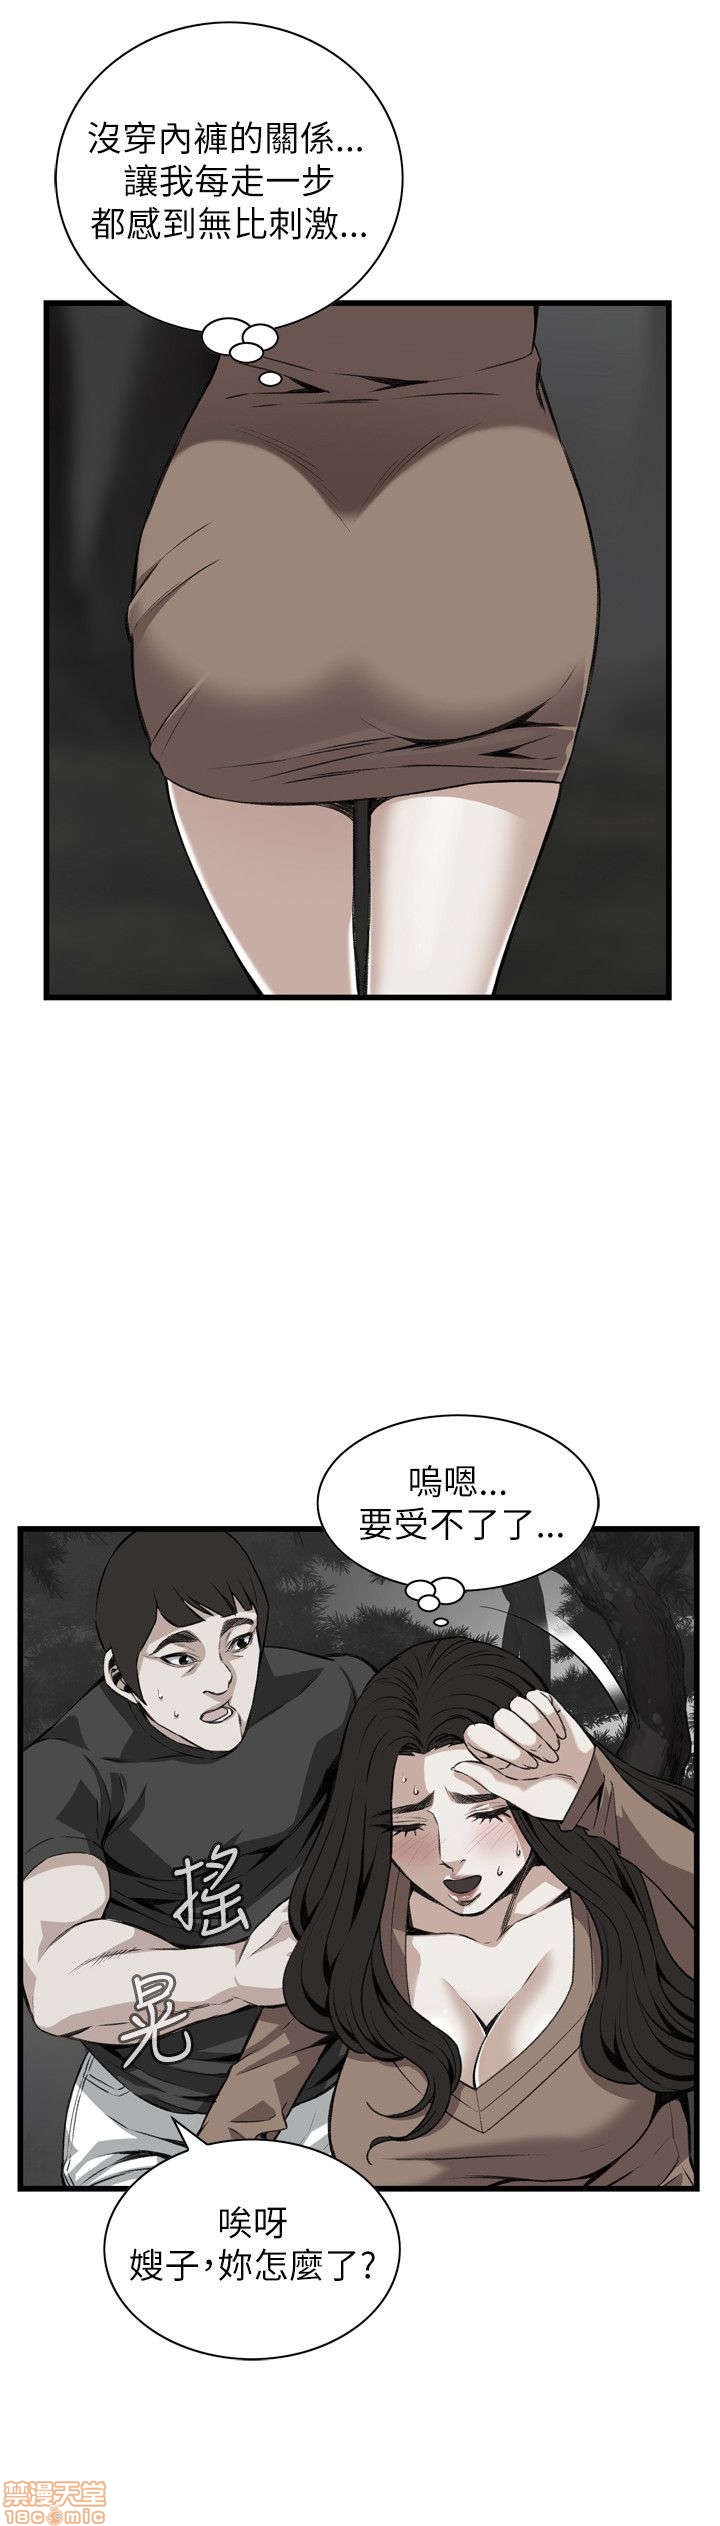 沒穿內褲的關係...
讓我每走一步
都感到無比刺激...
嗚嗯...
要受不了了...
搖
晃
唉呀
嫂子,妳怎麼了?
禁漫天堂
18comic